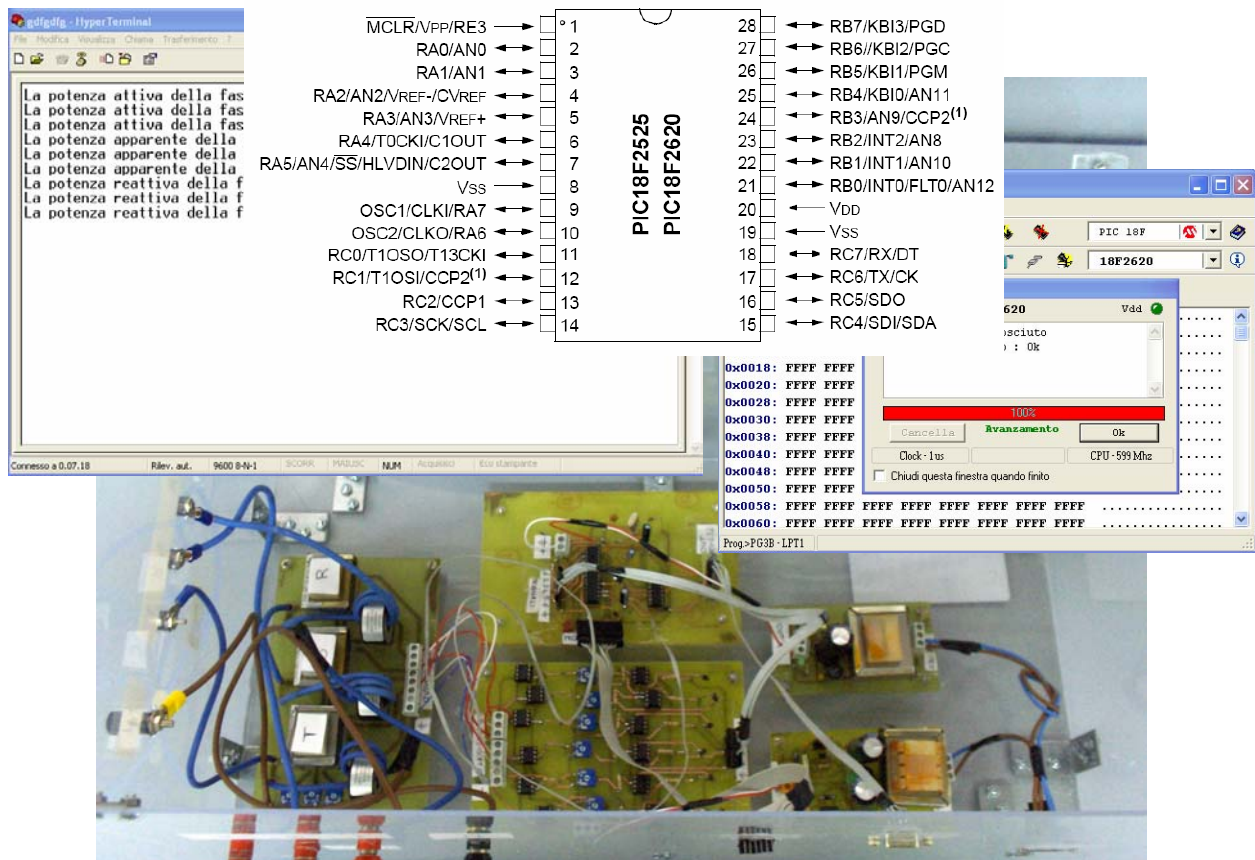 gdfgdfg - HyperTerminal
File Modifica Visualizza Chiama Trasferimento ?
La potenza attiva della fas
La potenza attiva della fas
La potenza attiva della fas
La potenza apparente della
La potenza apparente della
La potenza apparente della
La potenza reattiva della f
La potenza reattiva della f
La potenza reattiva della f
Connesso a 0.07.18 Rilev. aut. 9600 8-N-1 SCORR MAIUSC NUM Acquisisci Eco stampante
MCLR/VPP/RE3 1
RA0/AN0 2
RA1/AN1 3
RA2/AN2/VREF-/CVREF 4
RA3/AN3/VREF+ 5
RA4/T0CKI/C1OUT 6
RA5/AN4/SS/HLVDIN/C2OUT 7
VSS 8
OSC1/CLKI/RA7 9
OSC2/CLKO/RA6 10
RC0/T1OSO/T13CKI 11
RC1/T1OSI/CCP2(1) 12
RC2/CCP1 13
RC3/SCK/SCL 14
PIC18F2525
PIC18F2620
28 RB7/KBI3/PGD
27 RB6//KBI2/PGC
26 RB5/KBI1/PGM
25 RB4/KBI0/AN11
24 RB3/AN9/CCP2(1)
23 RB2/INT2/AN8
22 RB1/INT1/AN10
21 RB0/INT0/FLT0/AN12
20 VDD
19 VSS
18 RC7/RX/DT
17 RC6/TX/CK
16 RC5/SDO
15 RC4/SDI/SDA
PIC 18F
18F2620
620 Vdd
osciuto
: Ok
100%
Cancella Avanzamento Ok
Clock - 1us CPU - 599 Mhz
Chiudi questa finestra quando finito
0x0018: FFFF FFFF
0x0020: FFFF FFFF
0x0028: FFFF FFFF
0x0030: FFFF FFFF
0x0038: FFFF FFFF
0x0040: FFFF FFFF
0x0048: FFFF FFFF
0x0050: FFFF FFFF
0x0058: FFFF FFFF FFFF FFFF FFFF FFFF FFFF FFFF ................
0x0060: FFFF FFFF FFFF FFFF FFFF FFFF FFFF FFFF ................
Prog.>PG3B - LPT1
R
S
T